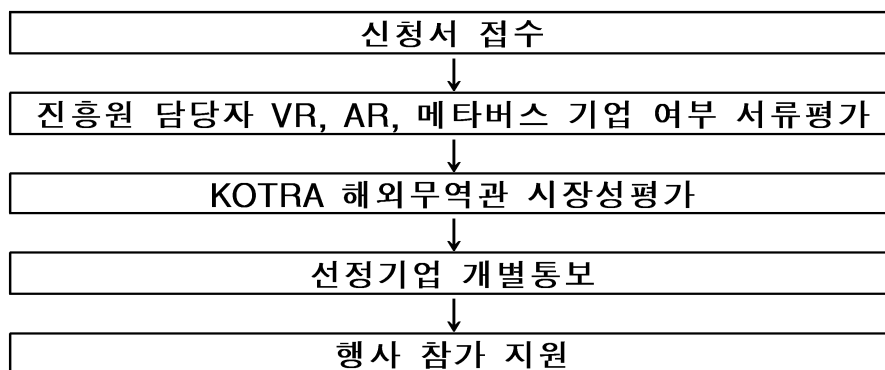 신청서 접수
진흥원 담당자 VR, AR, 메타버스 기업 여부 서류평가
KOTRA 해외무역관 시장성평가
선정기업 개별통보
행사 참가 지원